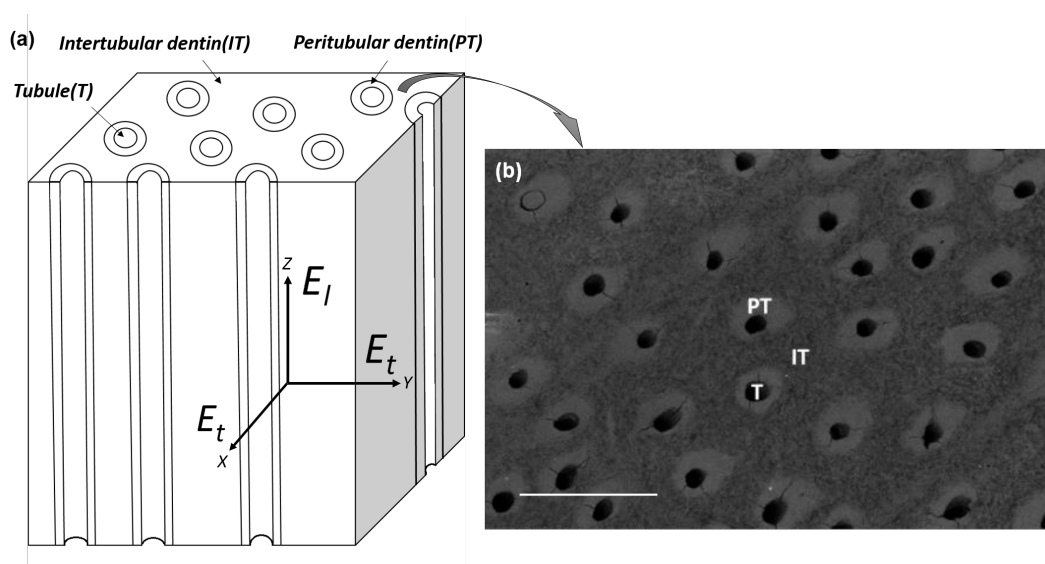 (a)
Intertubular dentin(IT)
Peritubular dentin(PT)
Tubule(T)
(b)
Z
E_l
E_t
Y
E_t
X
PT
IT
T